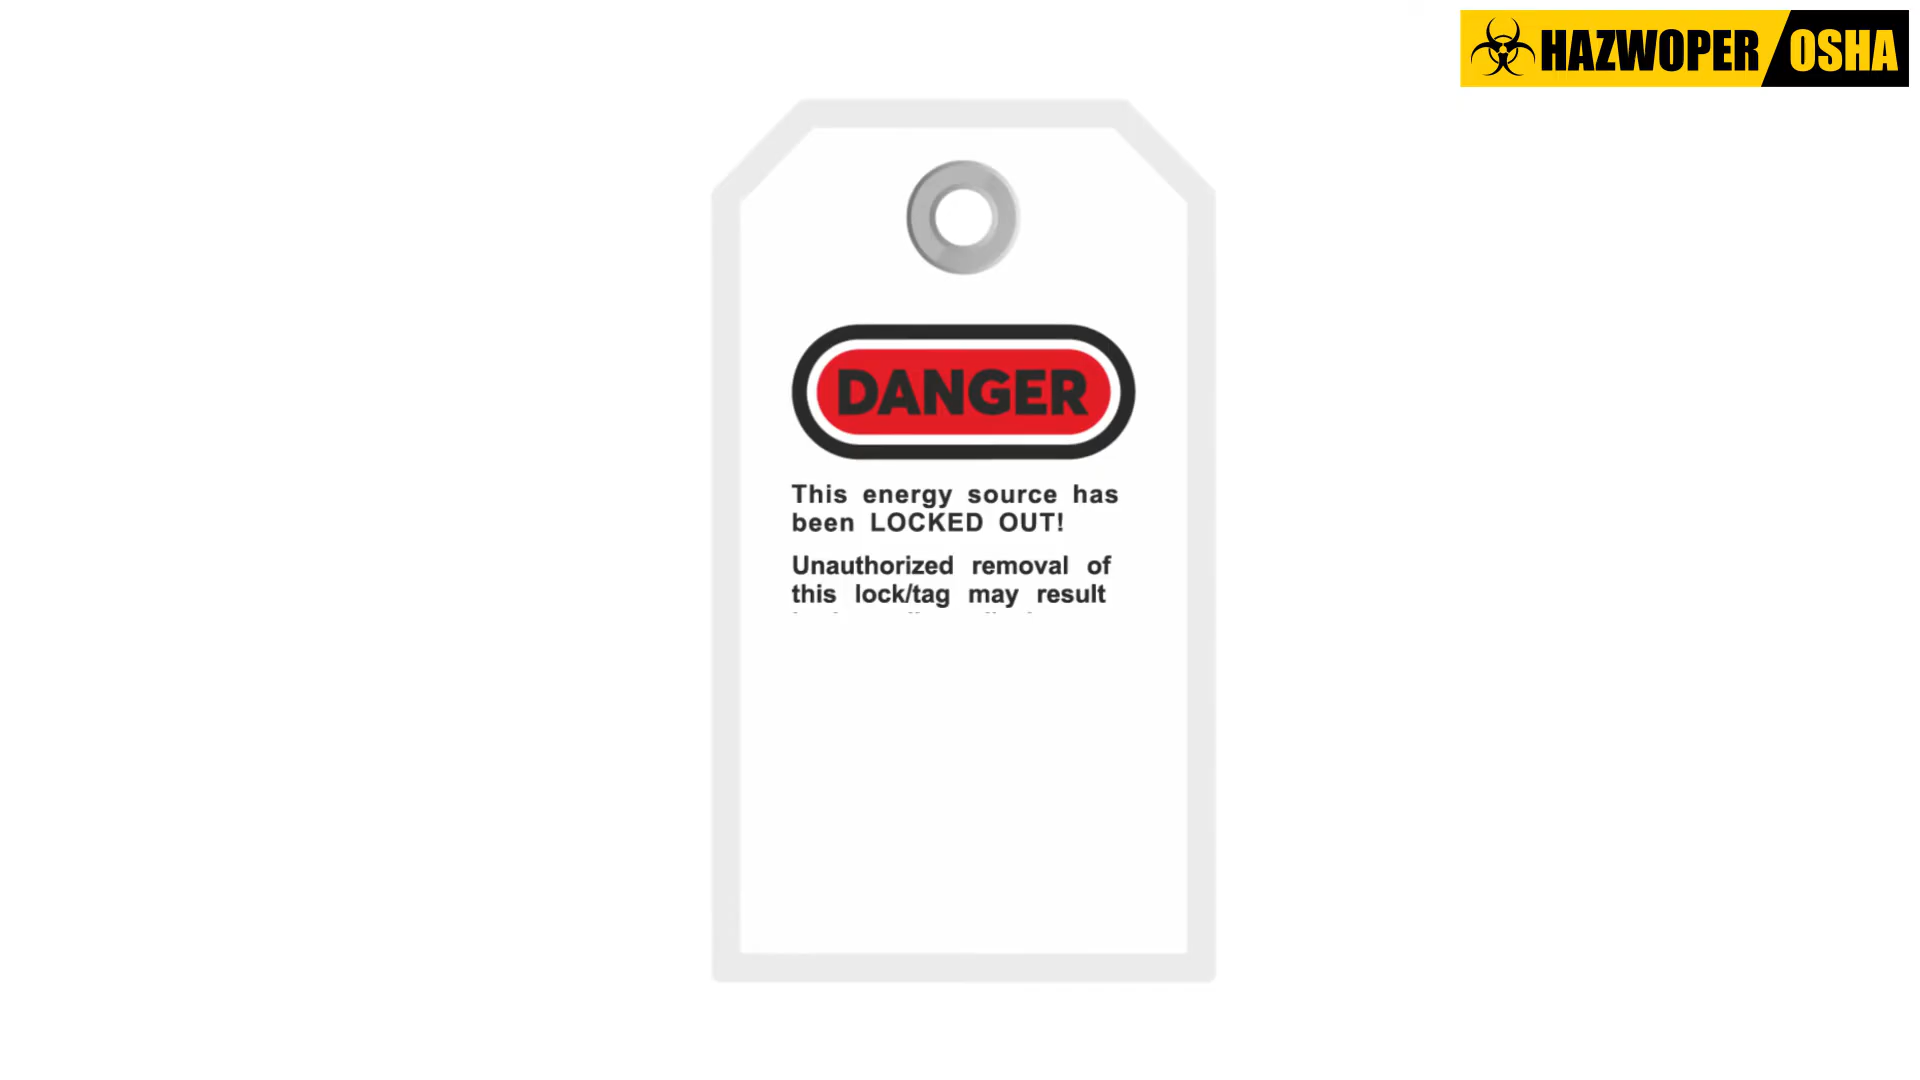 HAZWOPER OSHA
DANGER
This energy source has
been LOCKED OUT!
Unauthorized removal of
this lock/tag may result